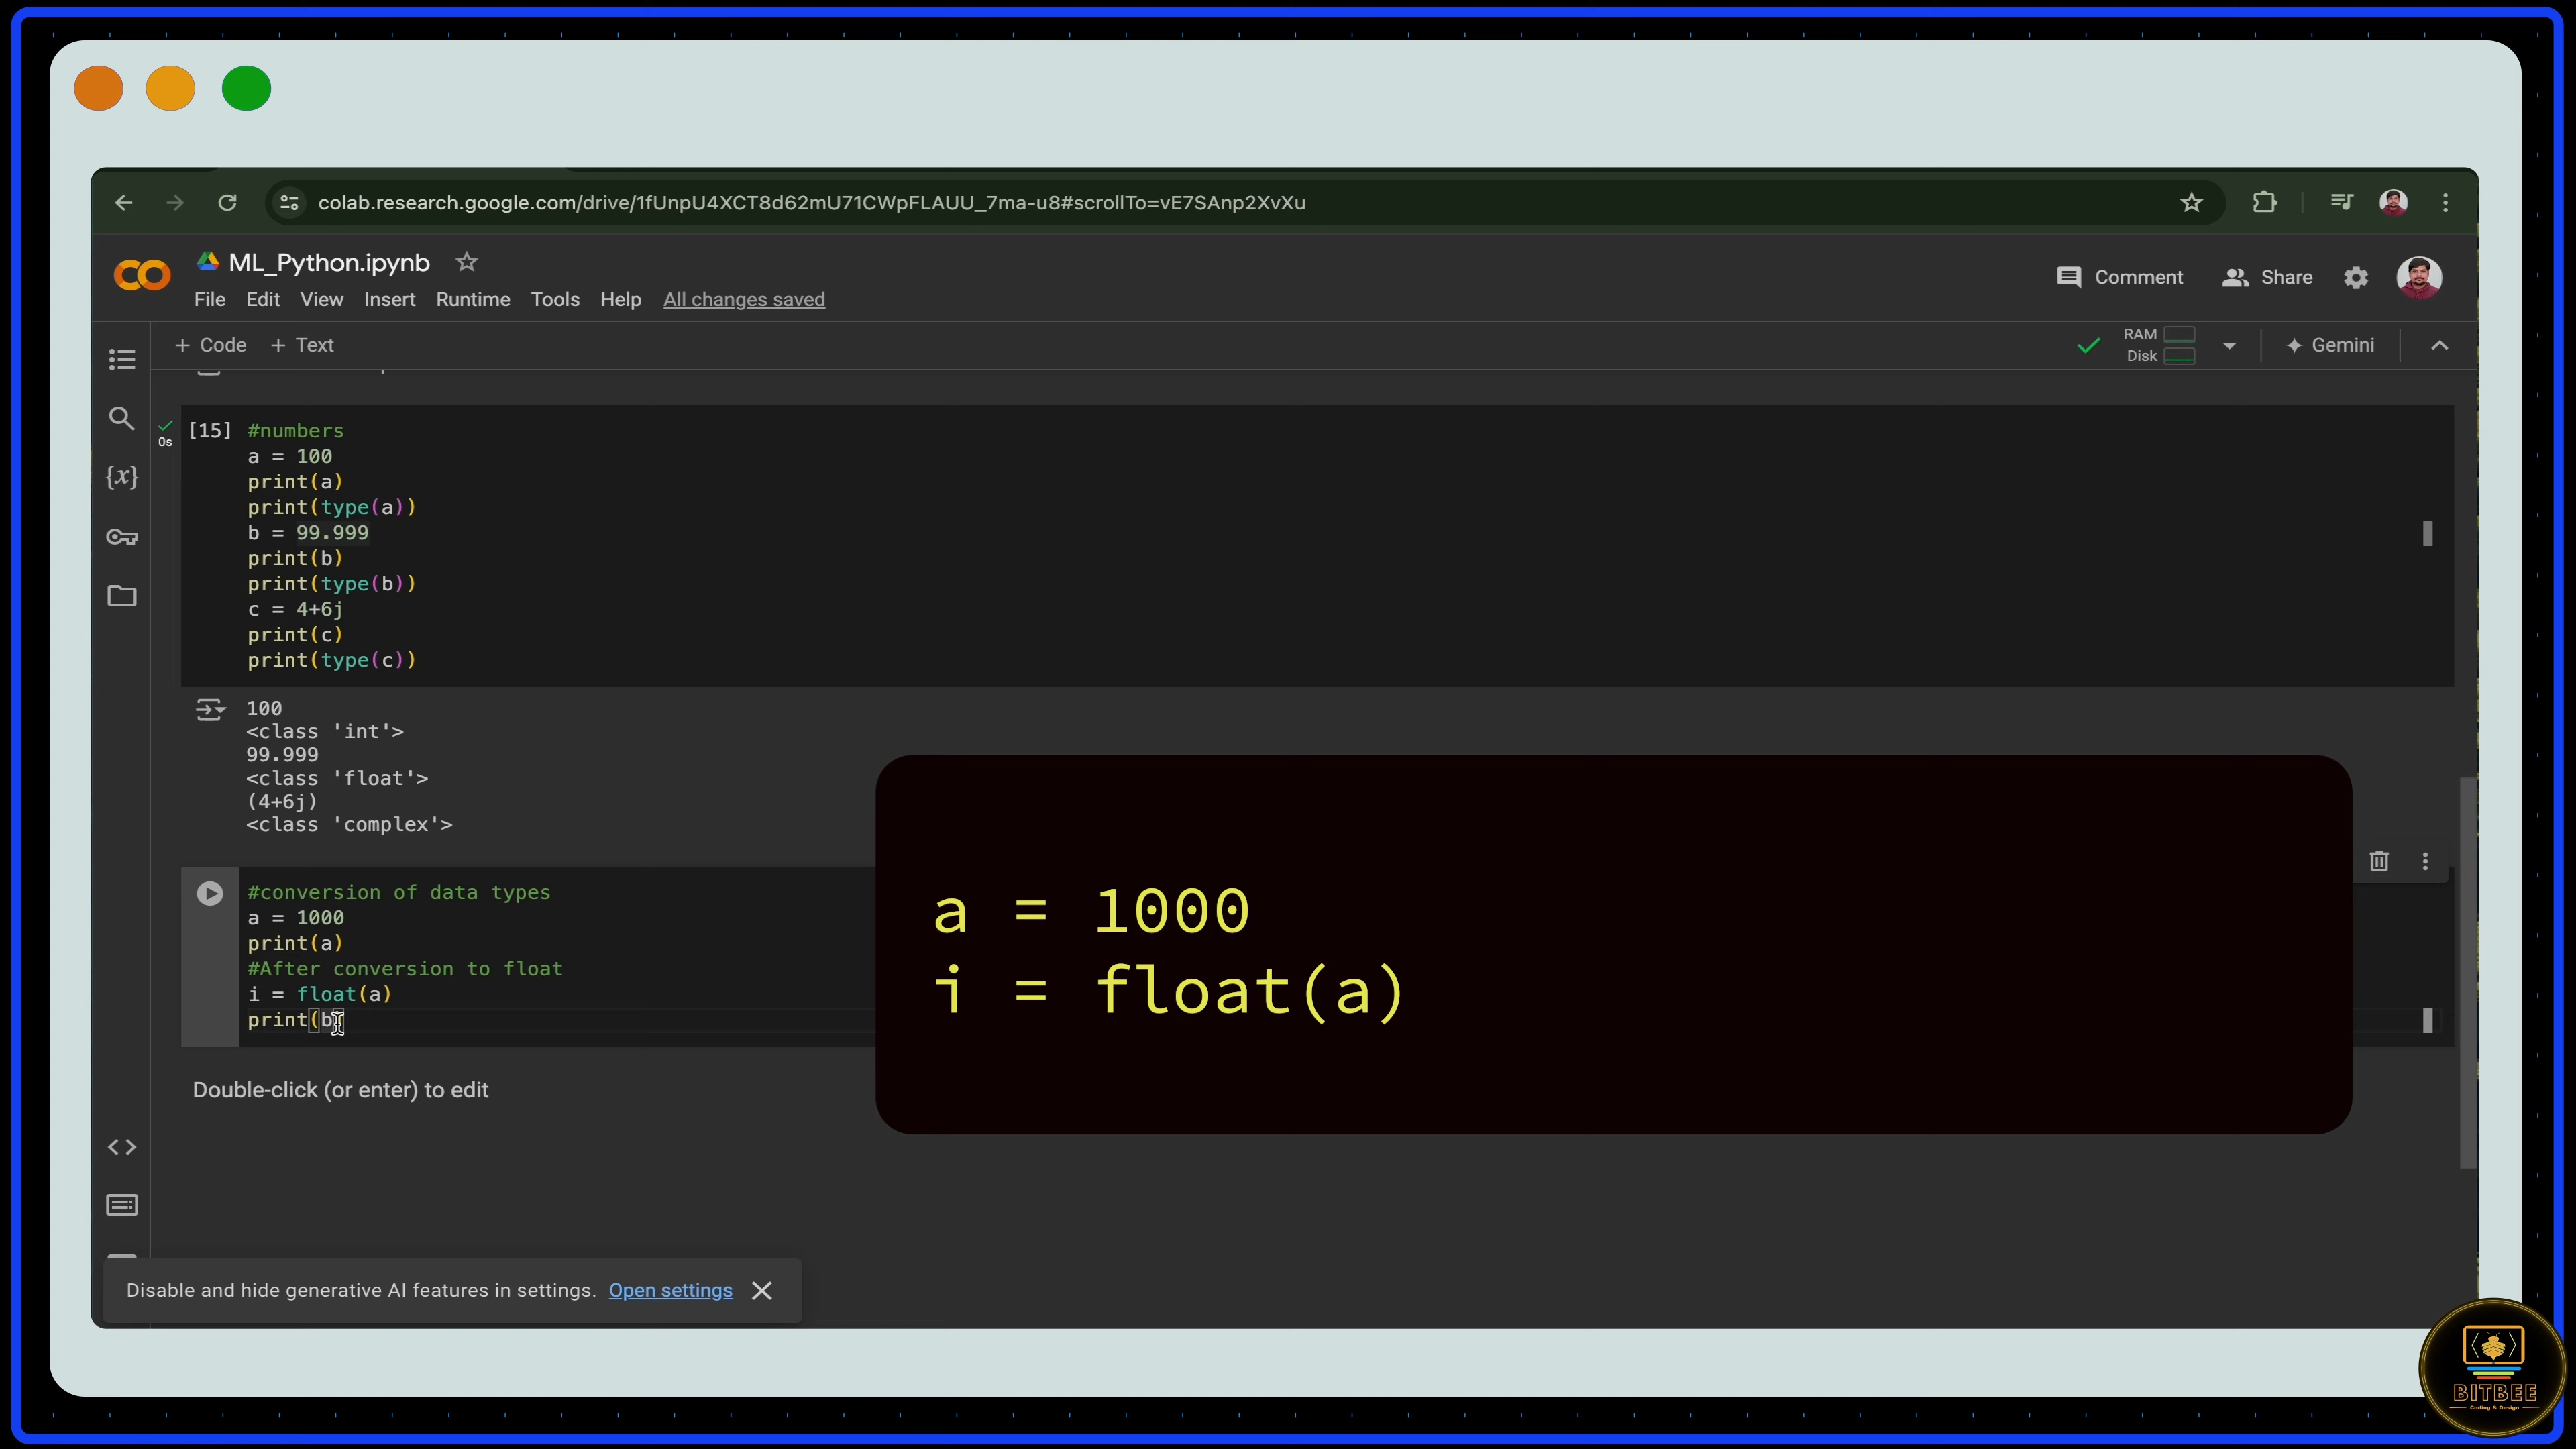 colab.research.google.com/drive/1fUnpU4XCT8d62mU71CWpFLAUU_7ma-u8#scrollTo=vE7SAnp2XvXu
ML_Python.ipynb
Comment
Share
File Edit View Insert Runtime Tools Help All changes saved
+ Code + Text
RAM
Disk
Gemini
0s
[15] #numbers
a = 100
print(a)
print(type(a))
b = 99.999
print(b)
print(type(b))
c = 4+6j
print(c)
print(type(c))
100
<class 'int'>
99.999
<class 'float'>
(4+6j)
<class 'complex'>
#conversion of data types
a = 1000
print(a)
#After conversion to float
i = float(a)
print(b)
a = 1000
i = float(a)
Double-click (or enter) to edit
Disable and hide generative AI features in settings. Open settings
BITBEE
Coding & Design